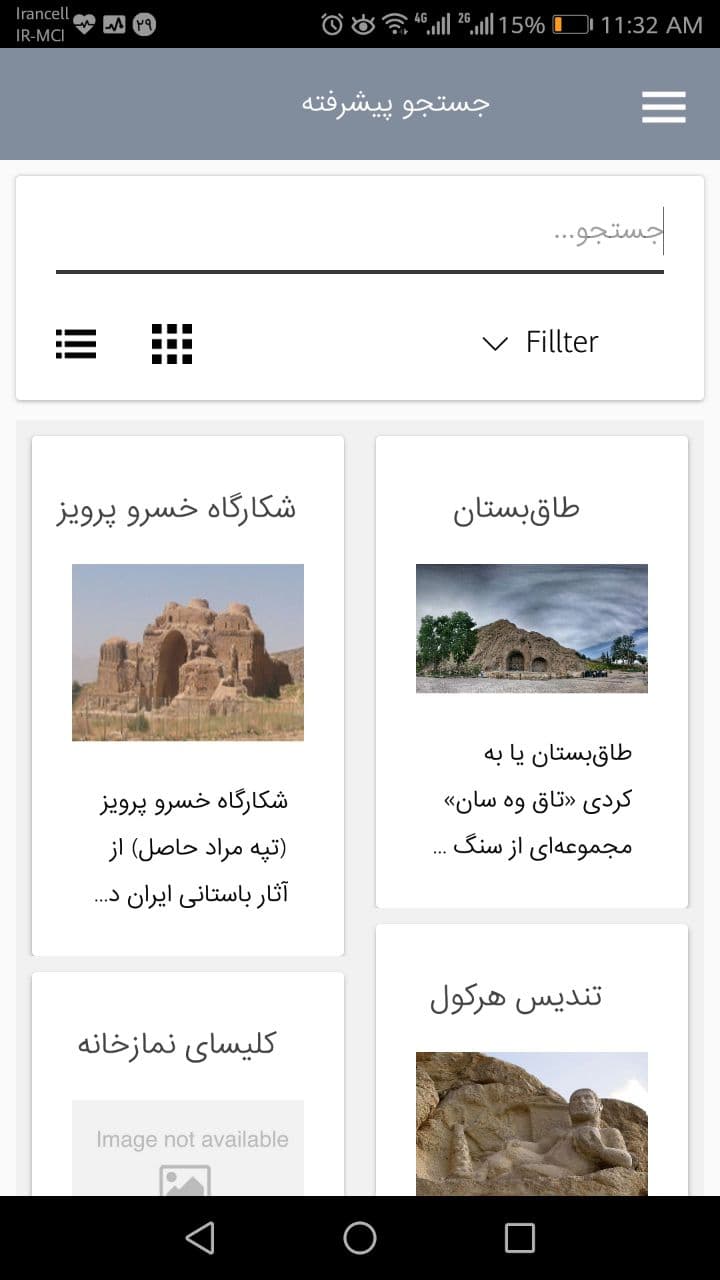 Irancell
IR-MCI
۲۹
4G
2G
15%
11:32 AM
جستجو پیشرفته
جستجو...
Fillter
طاق‌بستان
طاق‌بستان یا به
کردی «تاق وه سان»
مجموعه‌ای از سنگ ...
شکارگاه خسرو پرویز
شکارگاه خسرو پرویز
(تپه مراد حاصل) از
آثار باستانی ایران د...
تندیس هرکول
کلیسای نمازخانه
Image not available